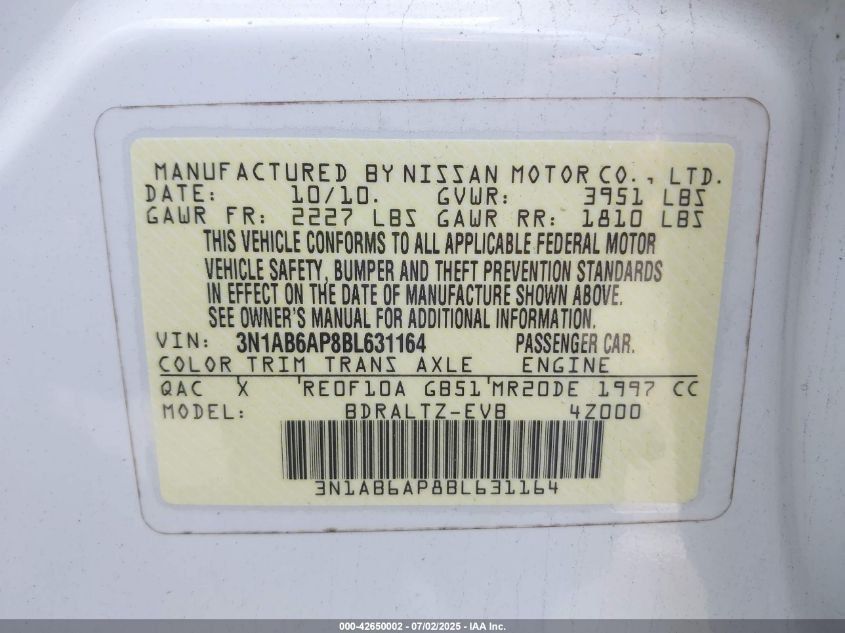 MANUFACTURED BY NISSAN MOTOR CO., LTD.
DATE: 10/10. GVWR: 3951 LBS
GAWR FR: 2227 LBS GAWR RR: 1810 LBS
THIS VEHICLE CONFORMS TO ALL APPLICABLE FEDERAL MOTOR
VEHICLE SAFETY, BUMPER AND THEFT PREVENTION STANDARDS
IN EFFECT ON THE DATE OF MANUFACTURE SHOWN ABOVE.
SEE OWNER'S MANUAL FOR ADDITIONAL INFORMATION.
VIN: 3N1AB6AP8BL631164 PASSENGER CAR.
COLOR TRIM TRANS AXLE ENGINE
QAC X 'RE0F10A GB51'MR20DE 1997 CC
MODEL: BDRALTZ-EVB 4Z000
3N1AB6AP8BL631164
000-42650002 - 07/02/2025 - IAA Inc.